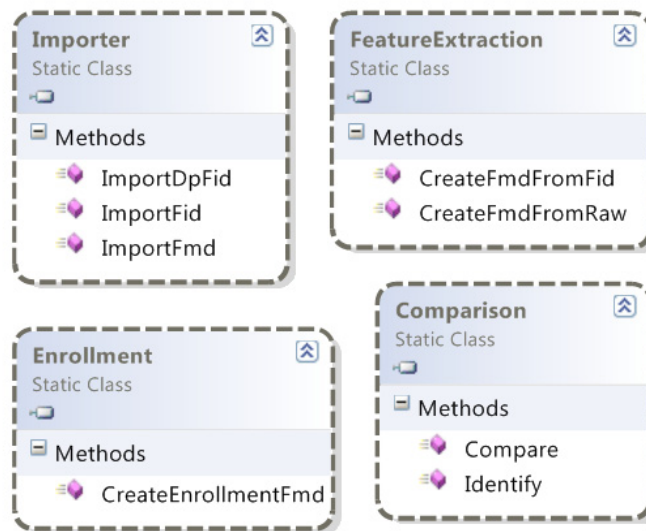 Importer
Static Class
Methods
ImportDpFid
ImportFid
ImportFmd
FeatureExtraction
Static Class
Methods
CreateFmdFromFid
CreateFmdFromRaw
Enrollment
Static Class
Methods
CreateEnrollmentFmd
Comparison
Static Class
Methods
Compare
Identify